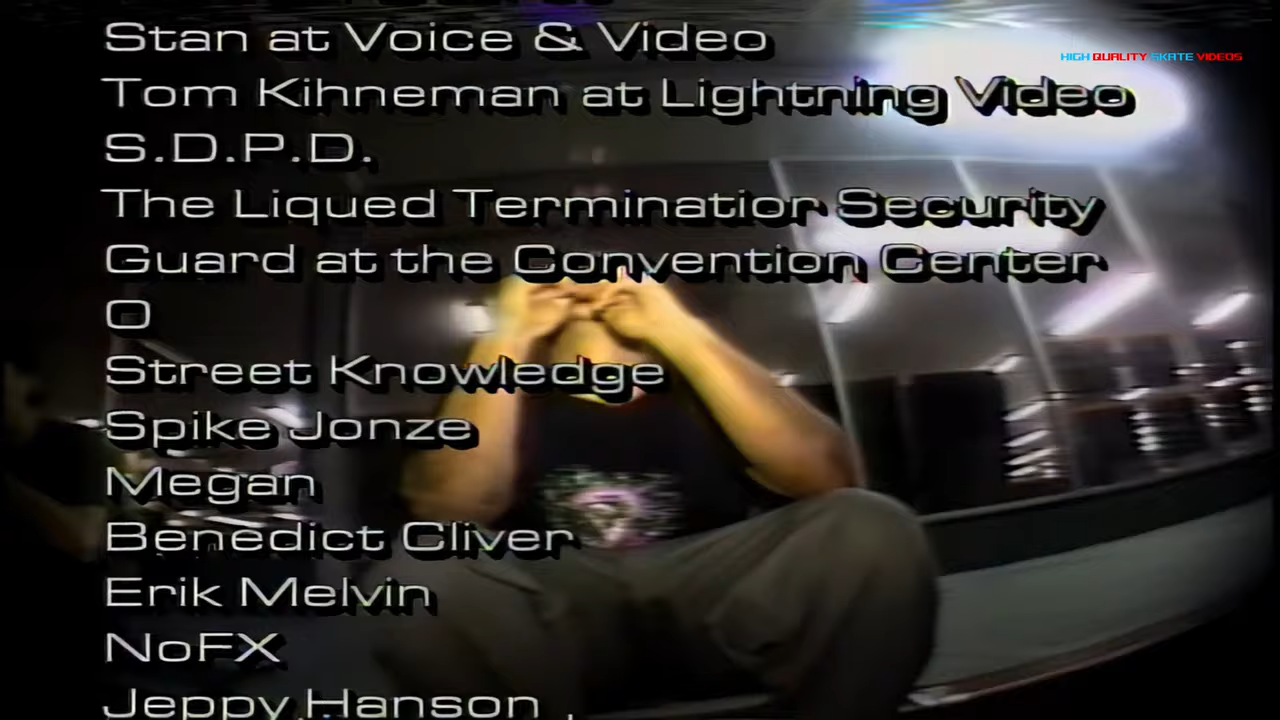 Stan at Voice & Video
HIGH QUALITY SKATE VIDEOS
Tom Kihneman at Lightning Video
S.D.P.D.
The Liqued Terminatior Security
Guard at the Convention Center
O
Street Knowledge
Spike Jonze
Megan
Benedict Cliver
Erik Melvin
NoFX
Jeppy Hanson